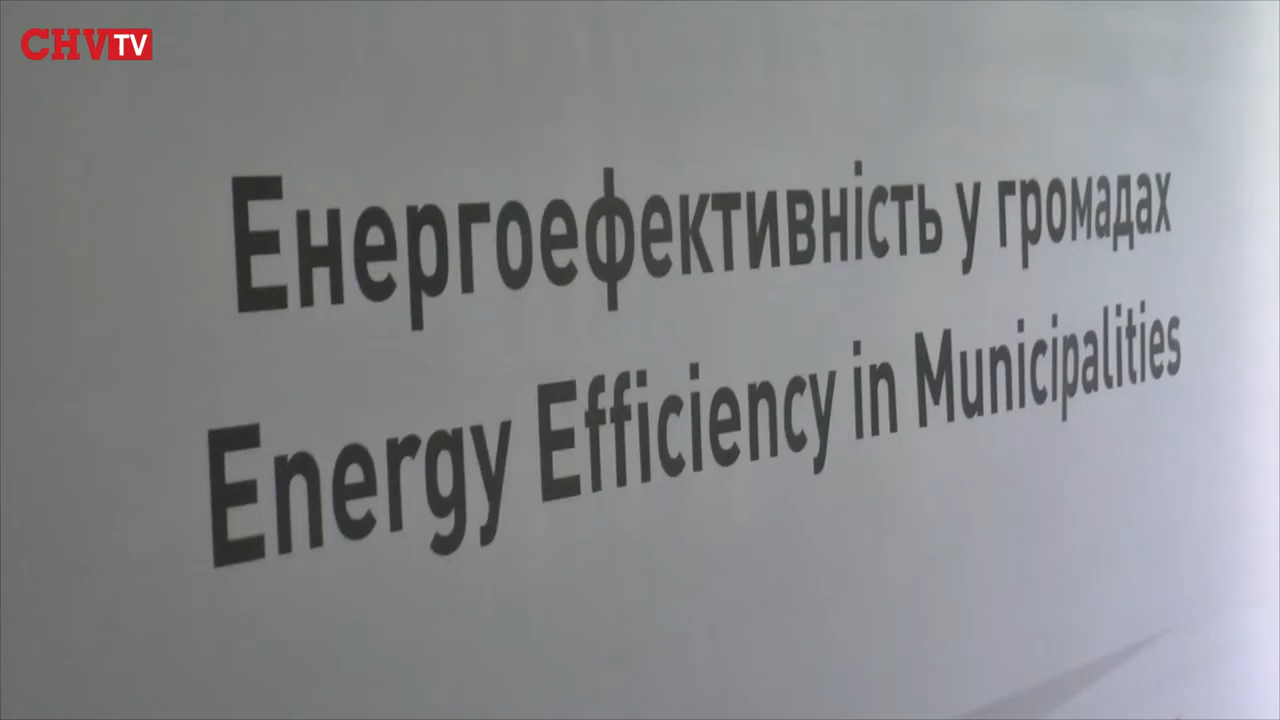 CHVTV
Енергоефективність у громадах
Energy Efficiency in Municipalities